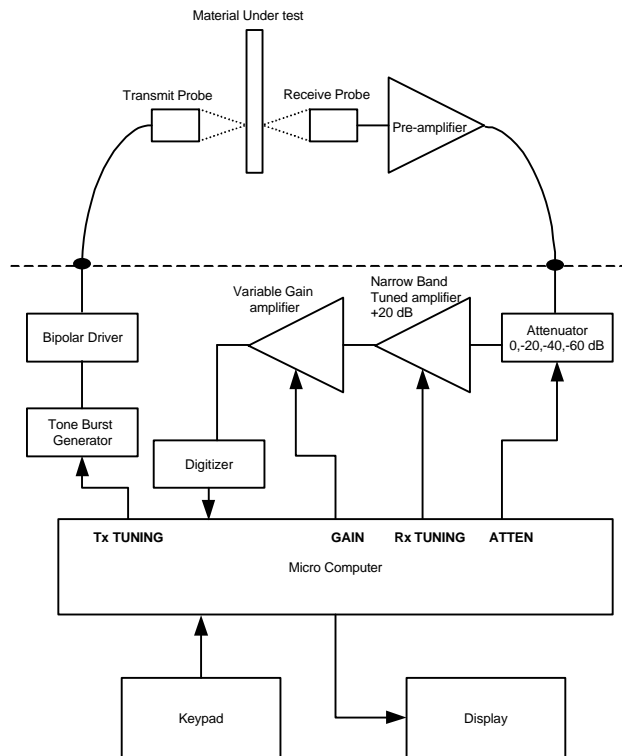 Material Under test
Transmit Probe
Receive Probe
Pre-amplifier
Variable Gain
amplifier
Narrow Band
Tuned amplifier
+20 dB
Bipolar Driver
Attenuator
0,-20,-40,-60 dB
Tone Burst
Generator
Digitizer
Tx TUNING
GAIN
Rx TUNING
ATTEN
Micro Computer
Keypad
Display